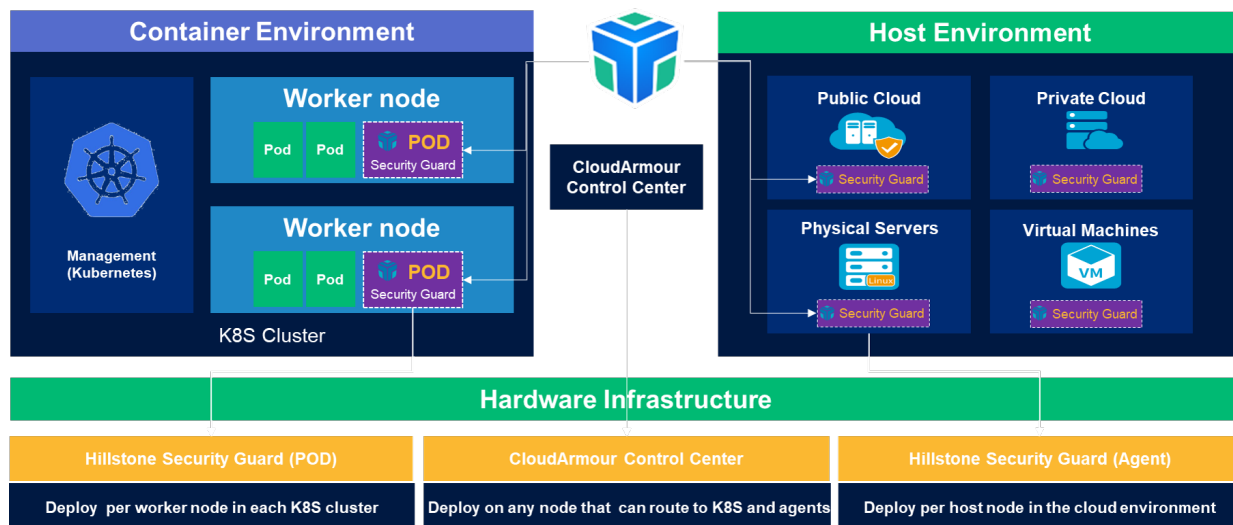 Container Environment
Management
(Kubernetes)
Worker node
Pod
Pod
POD
Security Guard
Worker node
Pod
Pod
POD
Security Guard
K8S Cluster
CloudArmour
Control Center
Host Environment
Public Cloud
Security Guard
Private Cloud
Security Guard
Physical Servers
Linux
Security Guard
Virtual Machines
VM
Security Guard
Hardware Infrastructure
Hillstone Security Guard (POD)
Deploy per worker node in each K8S cluster
CloudArmour Control Center
Deploy on any node that can route to K8S and agents
Hillstone Security Guard (Agent)
Deploy per host node in the cloud environment